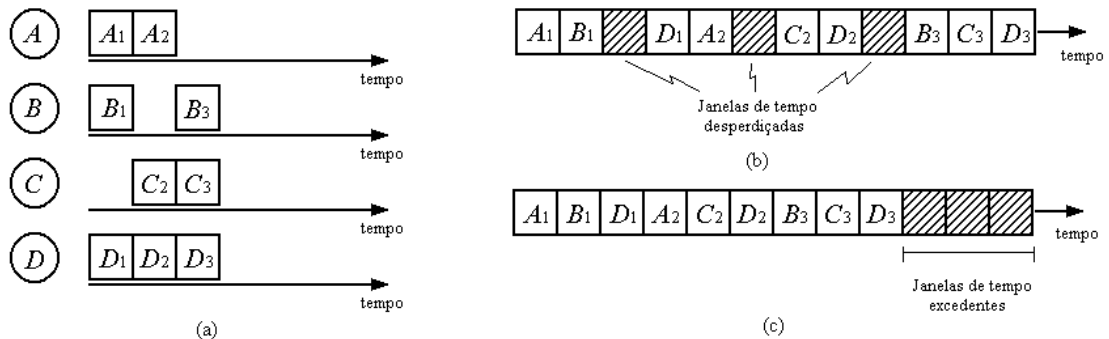 A A1 A2
tempo
B B1 B3
tempo
C C2 C3
tempo
D D1 D2 D3
tempo
(a)
A1 B1 D1 A2 C2 D2 B3 C3 D3
tempo
Janelas de tempo
desperdiçadas
(b)
A1 B1 D1 A2 C2 D2 B3 C3 D3
tempo
Janelas de tempo
excedentes
(c)